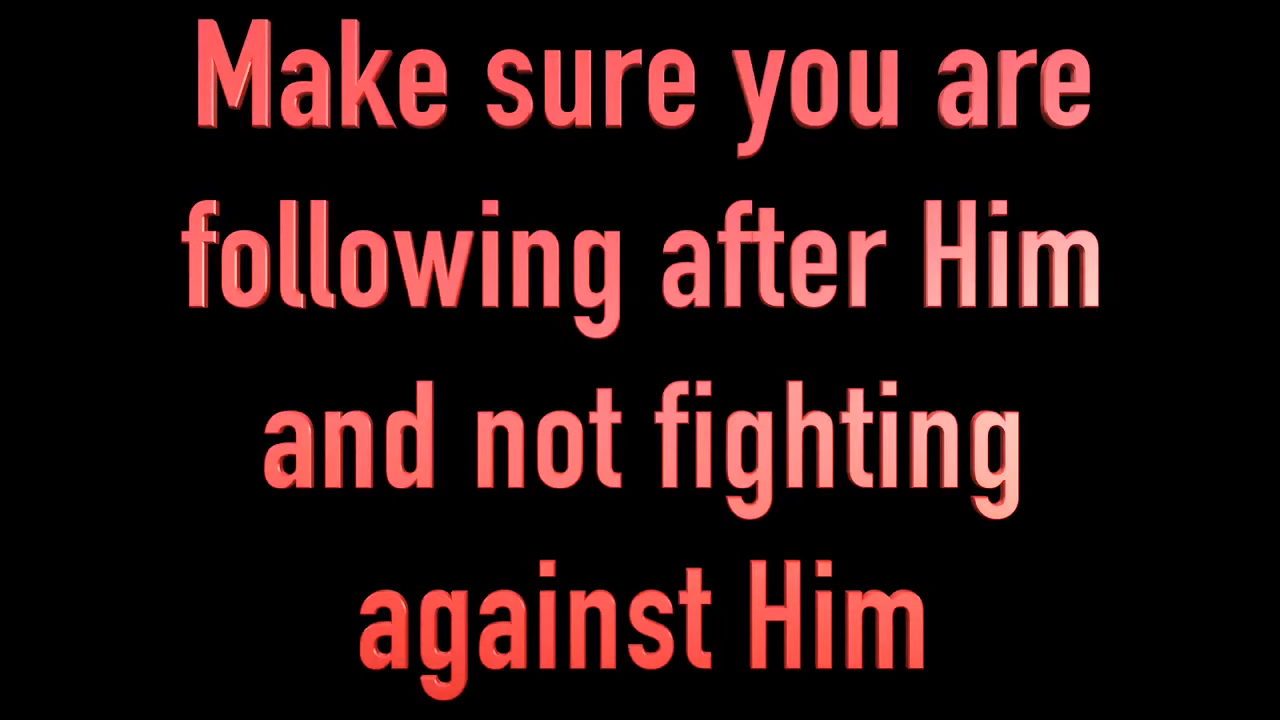 Make sure you are
following after Him
and not fighting
against Him